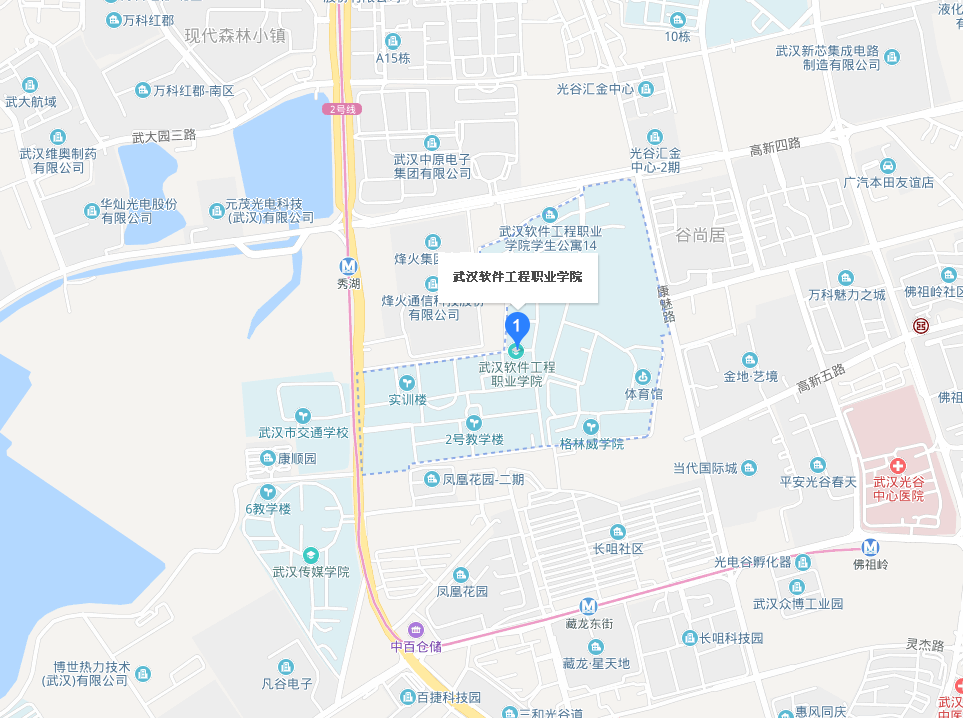 万科红郡
现代森林小镇
A15栋
10栋
武汉新芯集成电路
制造有限公司
武大航域
万科红郡-南区
光谷汇金中心
2号线
武大园三路
武汉维奥制药
有限公司
武汉中原电子
集团有限公司
光谷汇金
中心-2期
高新四路
广汽本田友谊店
华灿光电股份
有限公司
元茂光电科技
(武汉)有限公司
武汉软件工程职业
学院学生公寓14
谷尚居
烽火集团
秀湖
武汉软件工程职业学院
康魅路
万科魅力之城
佛祖岭社区
烽火通信科技股份
有限公司
1
武汉软件工程
职业学院
金地·艺境
高新五路
实训楼
体育馆
武汉市交通学校
2号教学楼
格林威学院
康顺园
凤凰花园-二期
当代国际城
平安光谷春天
武汉光谷
中心医院
6教学楼
长咀社区
武汉传媒学院
光电谷孵化器
佛祖岭
凤凰花园
武汉众博工业园
藏龙东街
中百仓储
长咀科技园
灵杰路
博世热力技术
(武汉)有限公司
凡谷电子
藏龙·星天地
百捷科技园
三和光谷道
惠风同庆